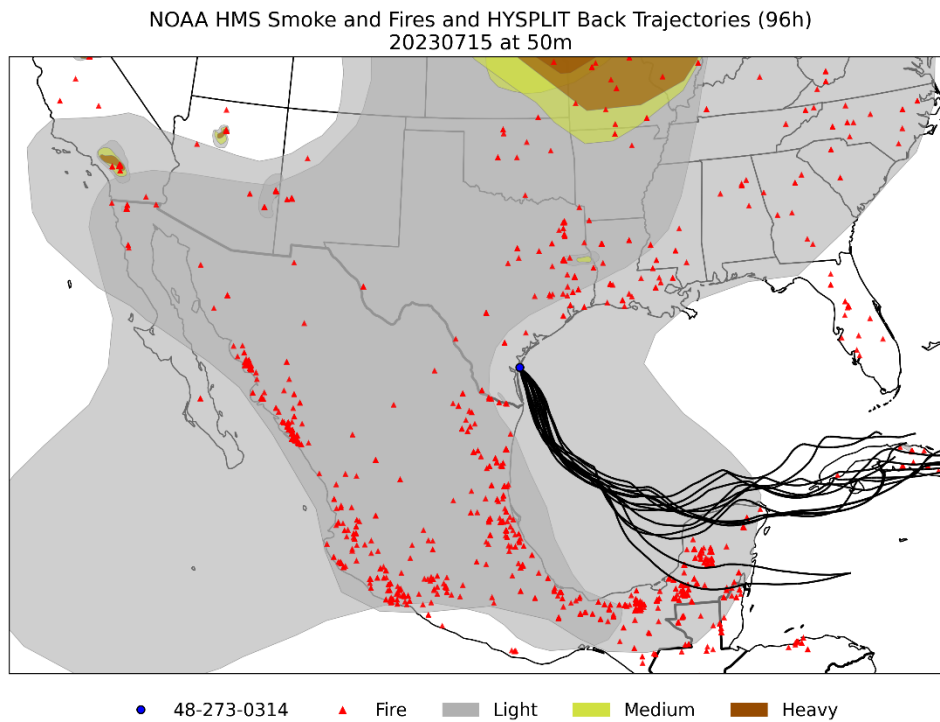 NOAA HMS Smoke and Fires and HYSPLIT Back Trajectories (96h)
20230715 at 50m
48-273-0314 Fire Light Medium Heavy